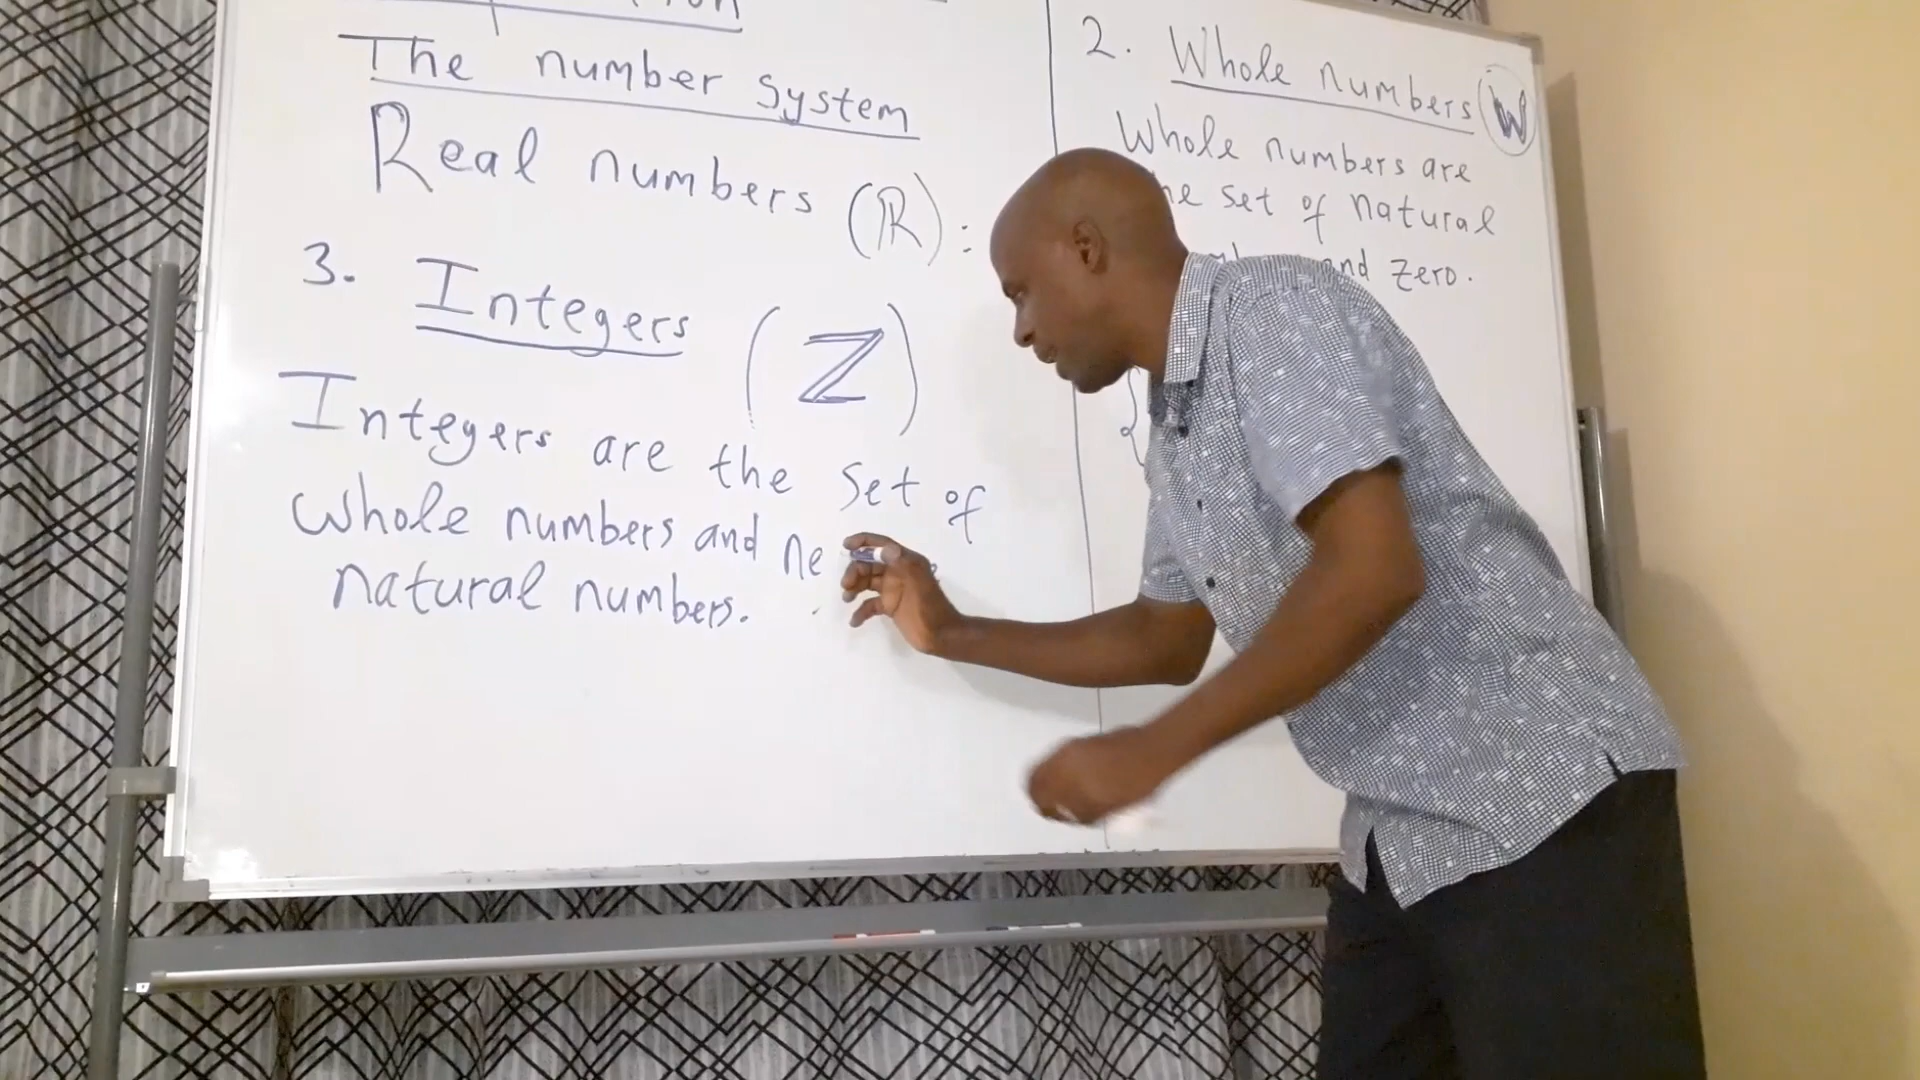 The number system
Real numbers (ℝ):
3. Integers (ℤ)
Integers are the set of
whole numbers and
natural numbers.
2. Whole numbers W
Whole numbers are
set of natural
and zero.
{